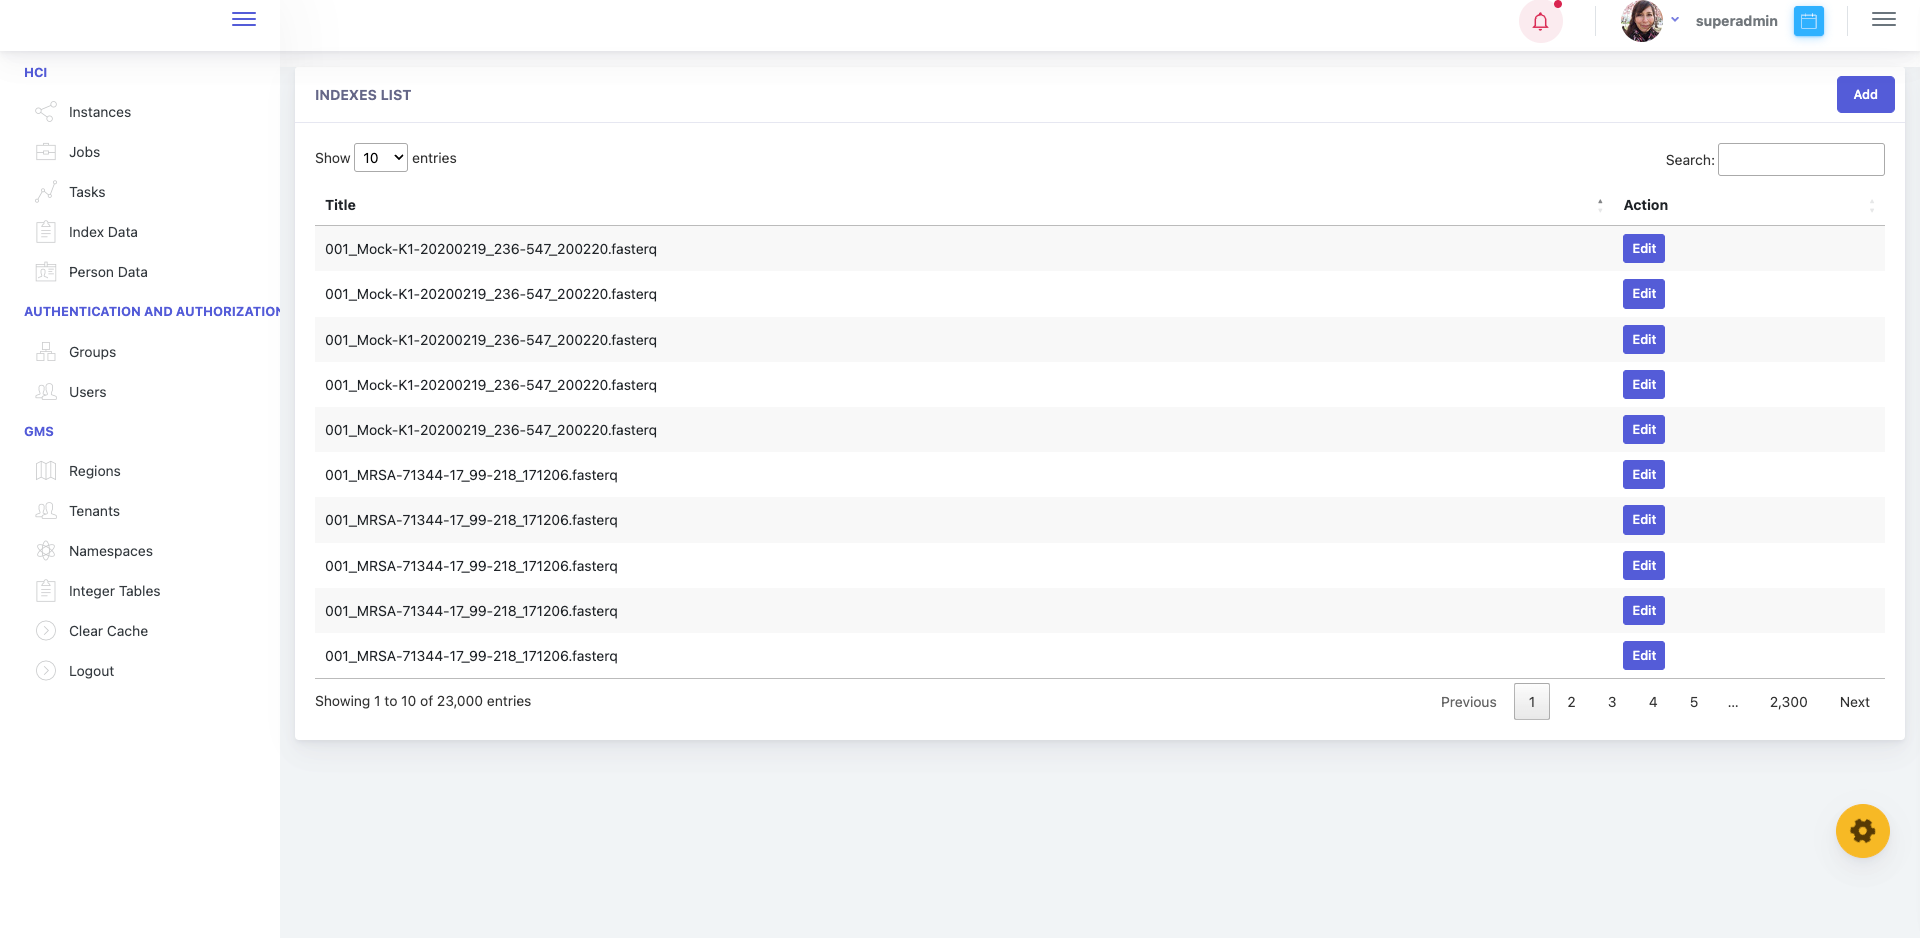 superadmin
HCI
Instances
Jobs
Tasks
Index Data
Person Data
AUTHENTICATION AND AUTHORIZATION
Groups
Users
GMS
Regions
Tenants
Namespaces
Integer Tables
Clear Cache
Logout
INDEXES LIST
Add
Show 10 entries
Search:
Title Action
001_Mock-K1-20200219_236-547_200220.fasterq Edit
001_Mock-K1-20200219_236-547_200220.fasterq Edit
001_Mock-K1-20200219_236-547_200220.fasterq Edit
001_Mock-K1-20200219_236-547_200220.fasterq Edit
001_Mock-K1-20200219_236-547_200220.fasterq Edit
001_MRSA-71344-17_99-218_171206.fasterq Edit
001_MRSA-71344-17_99-218_171206.fasterq Edit
001_MRSA-71344-17_99-218_171206.fasterq Edit
001_MRSA-71344-17_99-218_171206.fasterq Edit
001_MRSA-71344-17_99-218_171206.fasterq Edit
Showing 1 to 10 of 23,000 entries
Previous 1 2 3 4 5 ... 2,300 Next